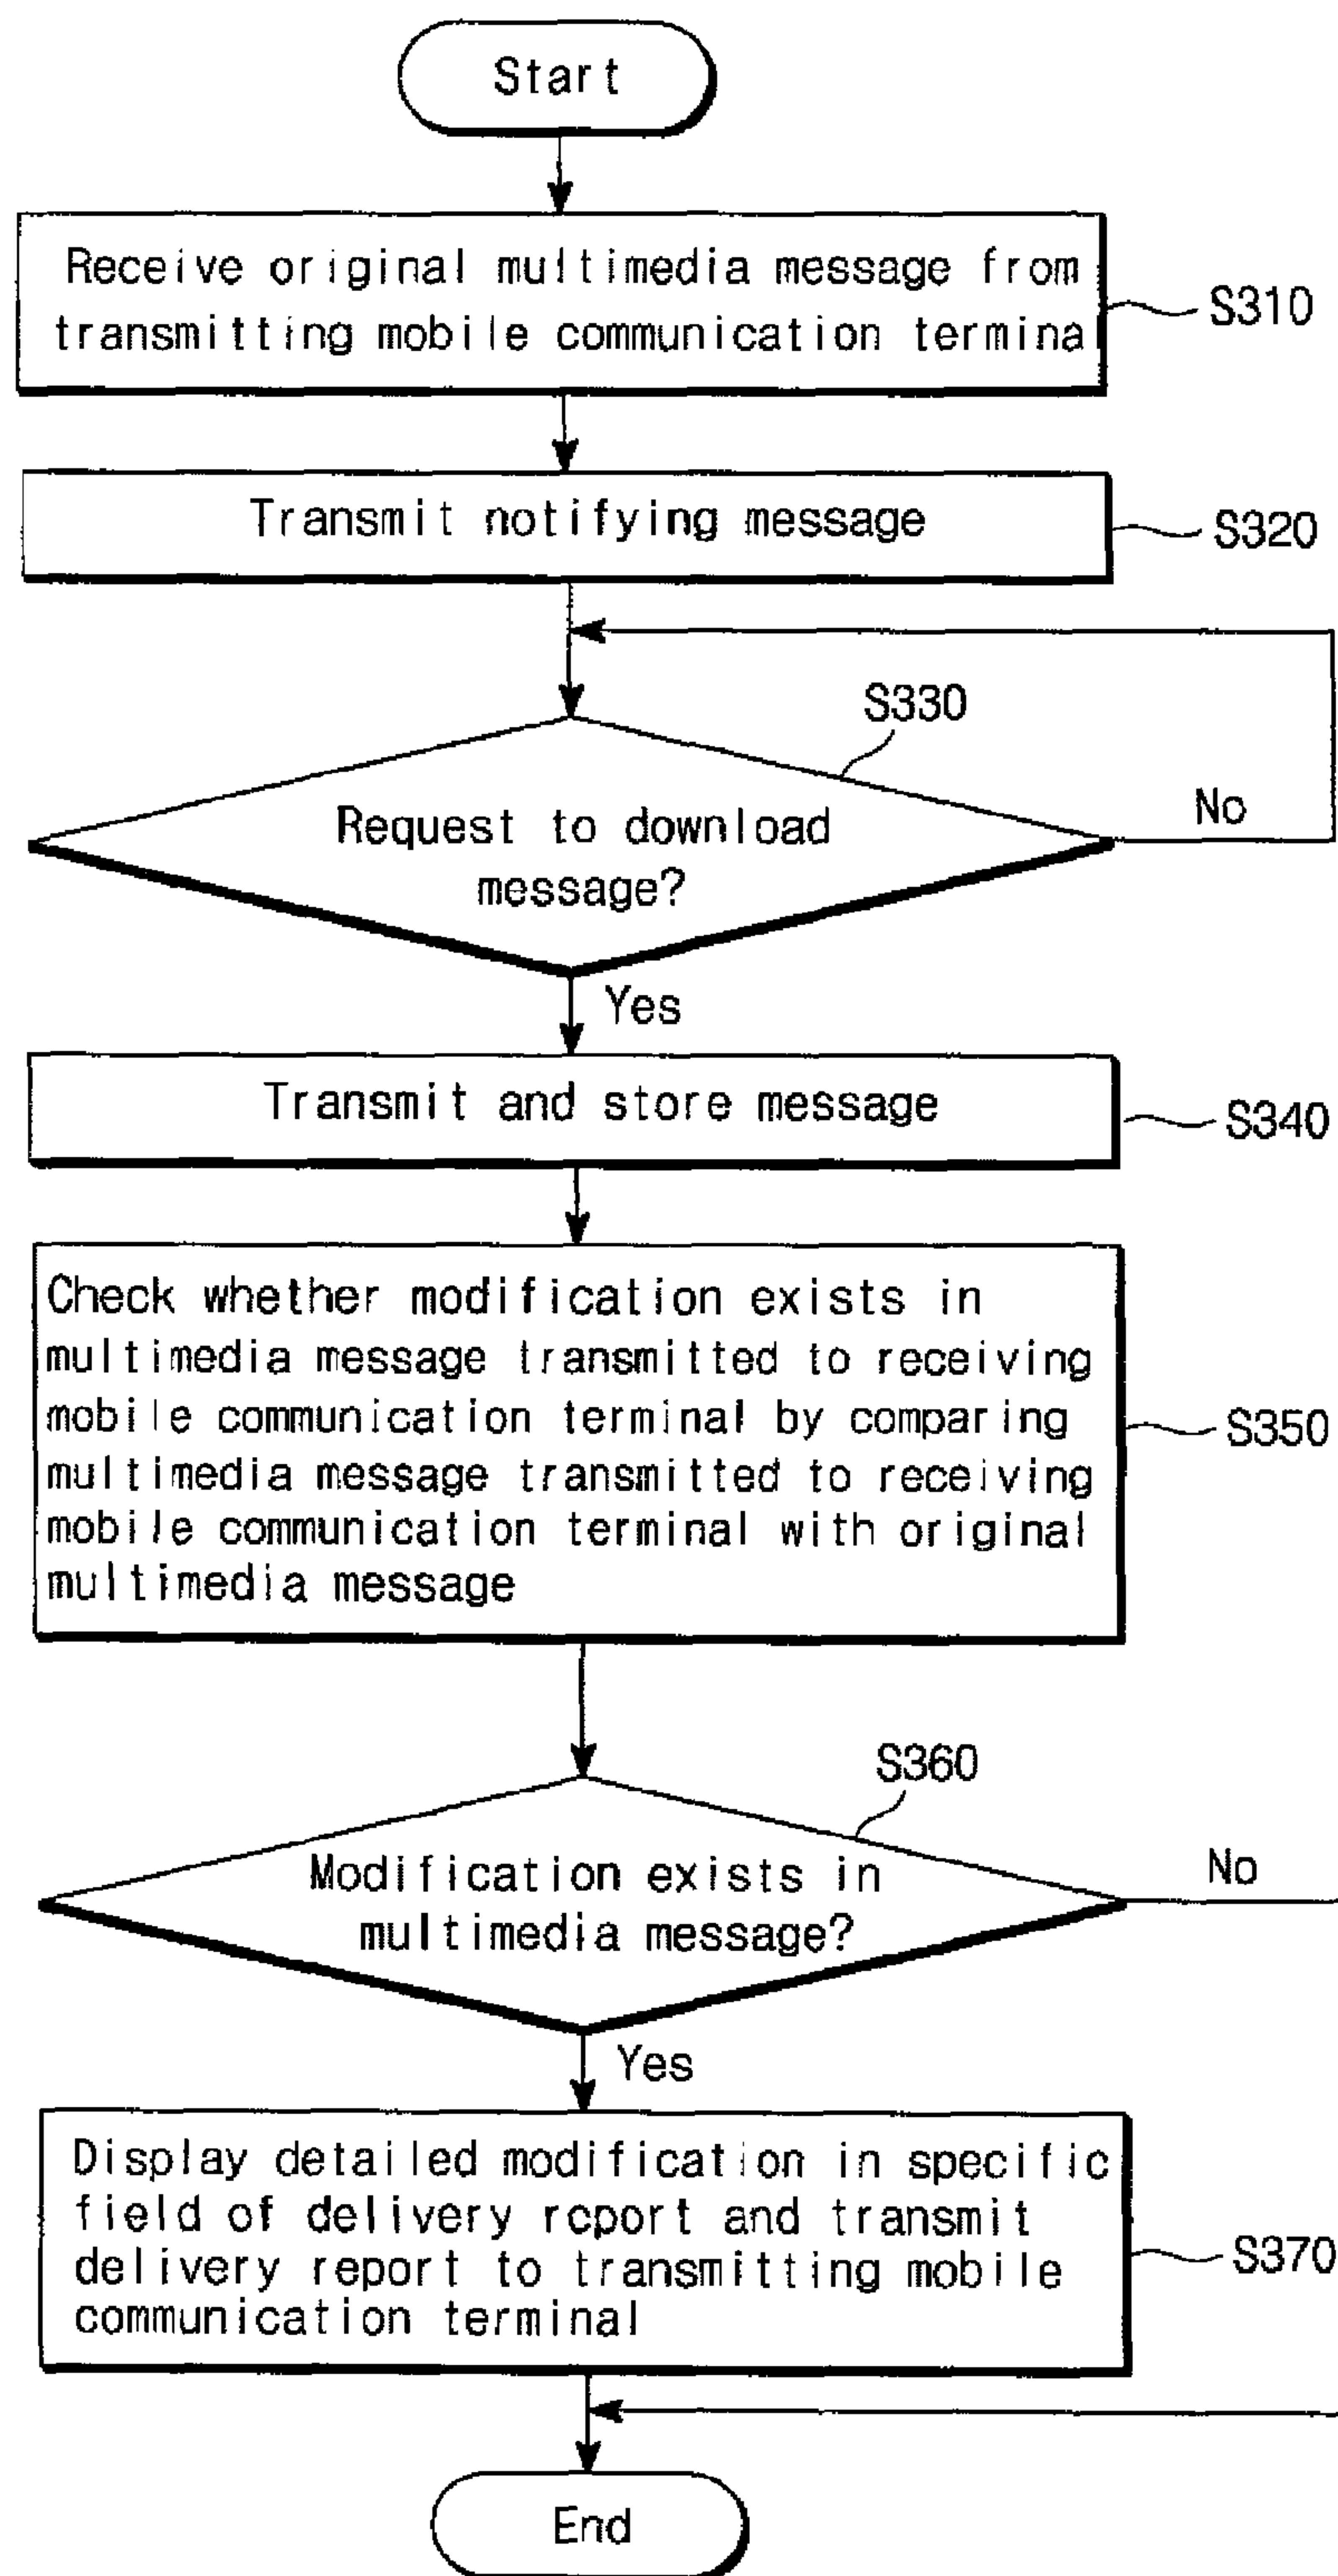 Start
Receive original multimedia message from
transmitting mobile communication termina
S310
Transmit notifying message
S320
S330
Request to download
message?
No
Yes
Transmit and store message
S340
Check whether modification exists in
multimedia message transmitted to receiving
mobile communication terminal by comparing
multimedia message transmitted to receiving
mobile communication terminal with original
multimedia message
S350
S360
Modification exists in
multimedia message?
No
Yes
Display detailed modification in specific
field of delivery report and transmit
delivery report to transmitting mobile
communication terminal
S370
End